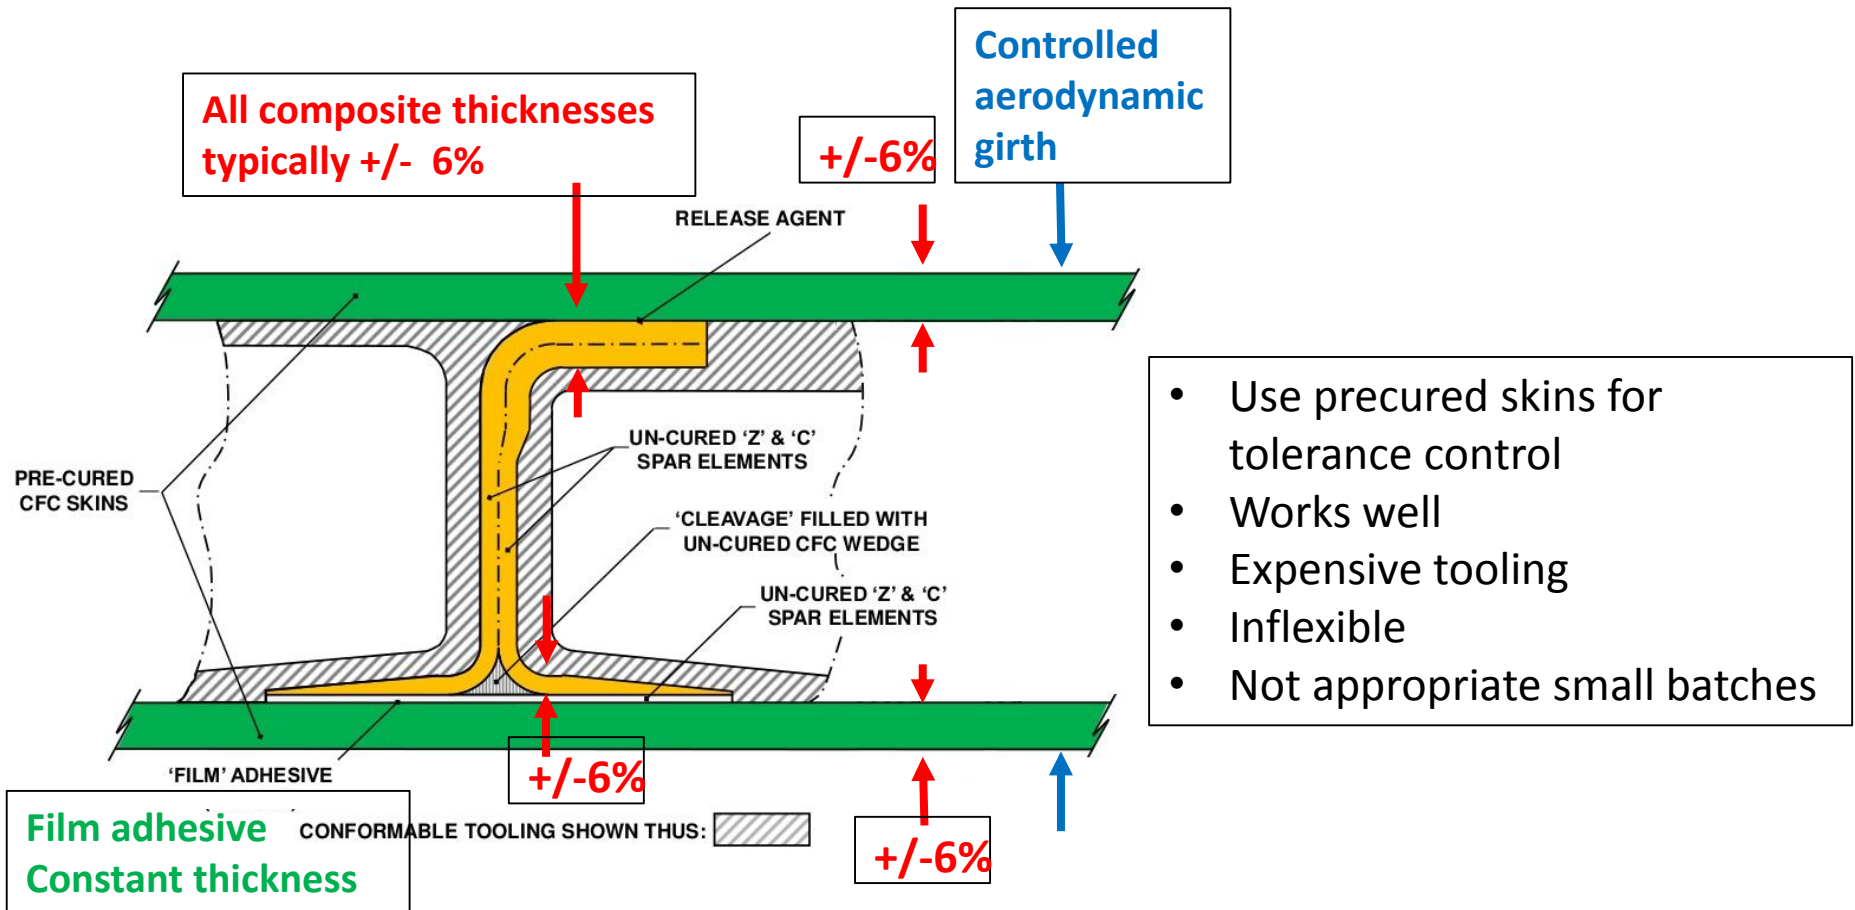 Controlled
aerodynamic
girth
All composite thicknesses
typically +/- 6%
+/-6%
RELEASE AGENT
UN-CURED ‘Z’ & ‘C’
SPAR ELEMENTS
PRE-CURED
CFC SKINS
‘CLEAVAGE’ FILLED WITH
UN-CURED CFC WEDGE
UN-CURED ‘Z’ & ‘C’
SPAR ELEMENTS
‘FILM’ ADHESIVE
+/-6%
Film adhesive
Constant thickness
CONFORMABLE TOOLING SHOWN THUS:
+/-6%
• Use precured skins for
tolerance control
• Works well
• Expensive tooling
• Inflexible
• Not appropriate small batches